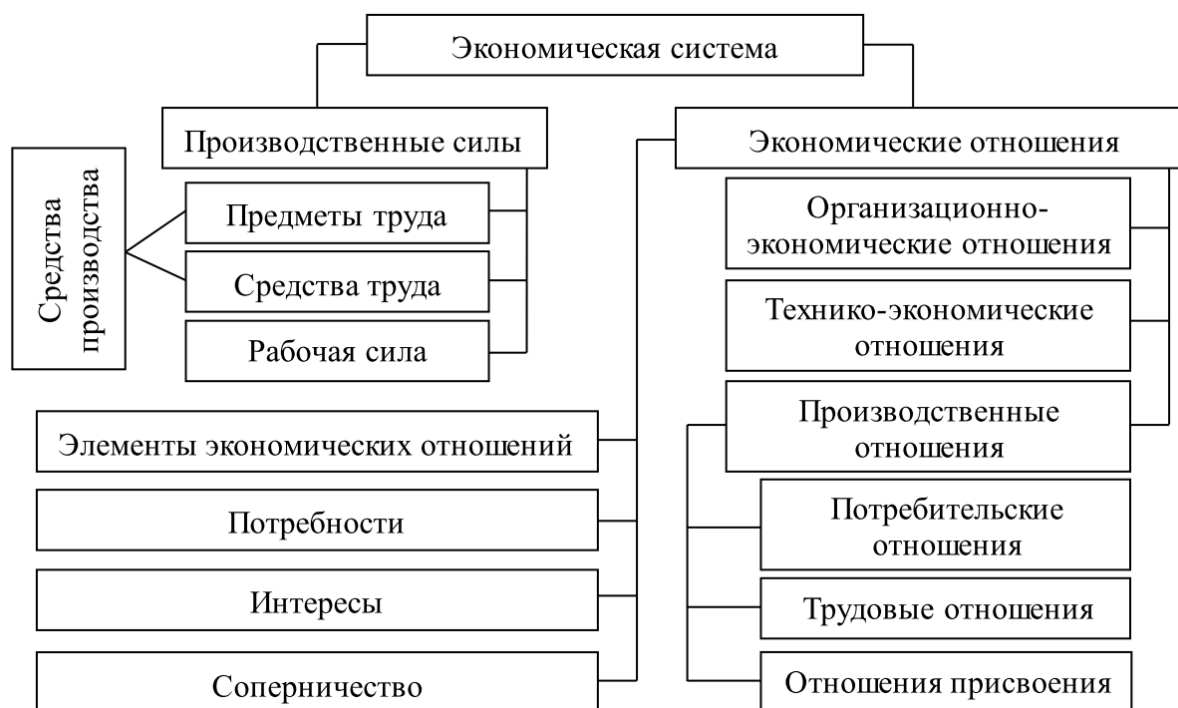 Экономическая система
Производственные силы
Экономические отношения
Средства
производства
Предметы труда
Средства труда
Рабочая сила
Организационно-
экономические отношения
Технико-экономические
отношения
Производственные
отношения
Элементы экономических отношений
Потребности
Интересы
Соперничество
Потребительские
отношения
Трудовые отношения
Отношения присвоения